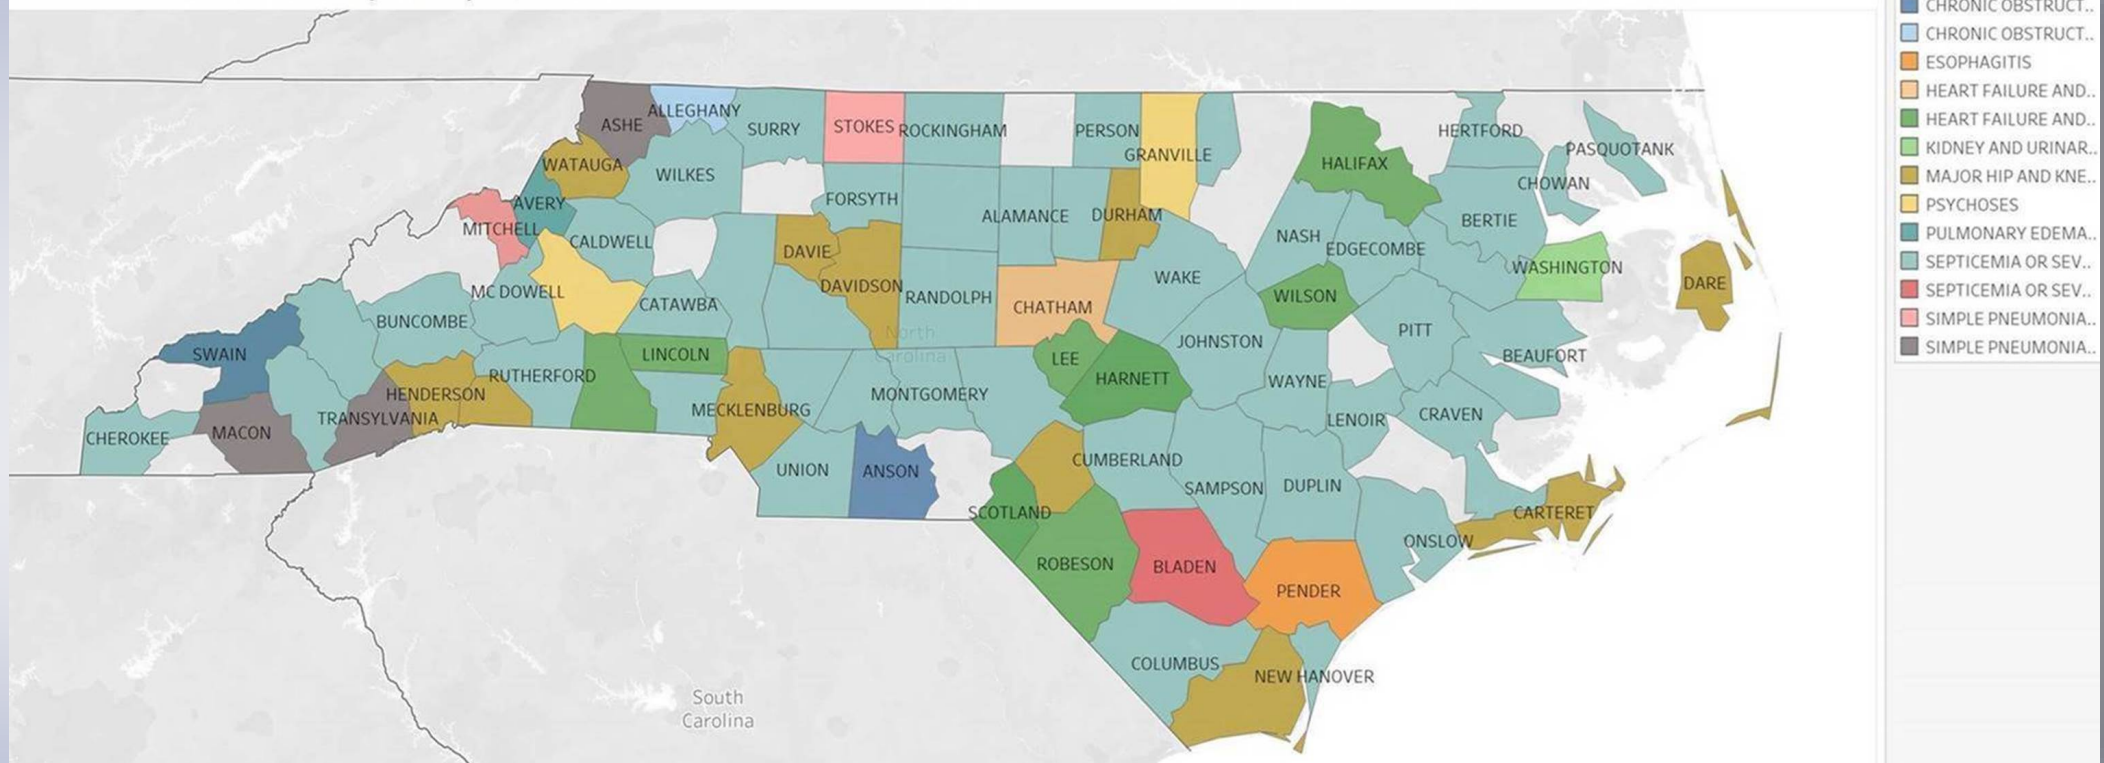 ASHE
ALLEGHANY
SURRY
STOKES
ROCKINGHAM
PERSON
GRANVILLE
HALIFAX
HERTFORD
PASQUOTANK
WATAUGA
WILKES
FORSYTH
CHOWAN
AVERY
MITCHELL
CALDWELL
ALAMANCE
DURHAM
BERTIE
DAVIE
NASH
EDGECOMBE
MC DOWELL
CATAWBA
DAVIDSON
RANDOLPH
CHATHAM
WAKE
WILSON
WASHINGTON
DARE
BUNCOMBE
North
Carolina
JOHNSTON
PITT
SWAIN
LINCOLN
LEE
BEAUFORT
HENDERSON
RUTHERFORD
HARNETT
WAYNE
MONTGOMERY
CHEROKEE
MACON
TRANSYLVANIA
MECKLENBURG
LENOIR
CRAVEN
UNION
ANSON
CUMBERLAND
SAMPSON
DUPLIN
SCOTLAND
CARTERET
ONSLOW
ROBESON
BLADEN
PENDER
COLUMBUS
NEW HANOVER
South
Carolina
CHRONIC OBSTRUCT..
CHRONIC OBSTRUCT..
ESOPHAGITIS
HEART FAILURE AND..
HEART FAILURE AND..
KIDNEY AND URINAR..
MAJOR HIP AND KNE..
PSYCHOSES
PULMONARY EDEMA..
SEPTICEMIA OR SEV..
SEPTICEMIA OR SEV..
SIMPLE PNEUMONIA..
SIMPLE PNEUMONIA..